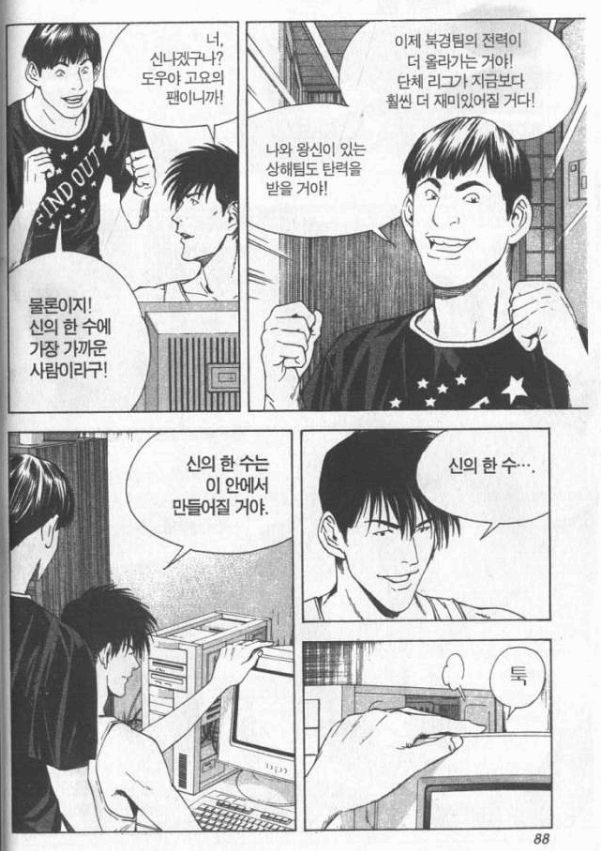 너,
신나겠구나?
도우야 고요의
팬이니까!
FIND OUT
물론이지!
신의 한 수에
가장 가까운
사람이라구!
이제 북경팀의 전력이
더 올라가는 거야!
단체 리그가 지금보다
훨씬 더 재미있어질 거다!
나와 왕신이 있는
상해팀도 탄력을
받을 거야!
신의 한 수는
이 안에서
만들어질 거야.
신의 한 수….
툭
88